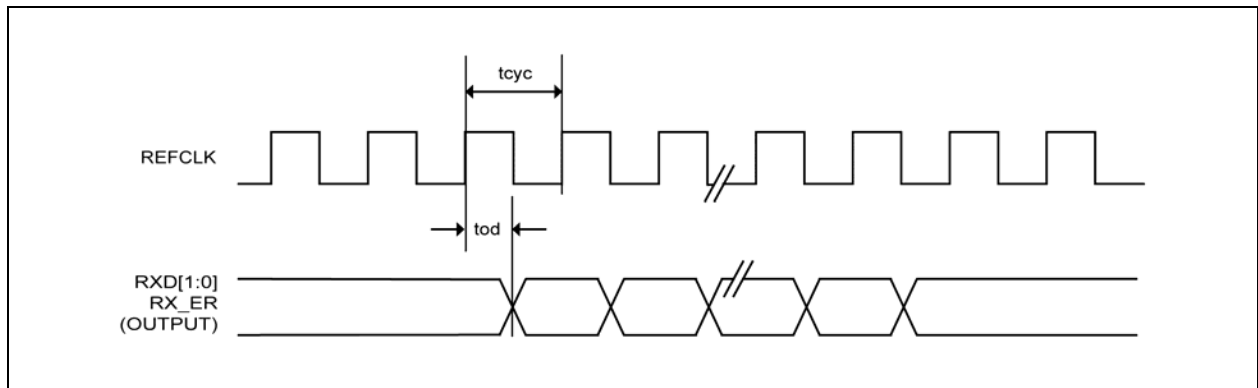 tcyc
REFCLK
tod
RXD[1:0]
RX_ER
(OUTPUT)